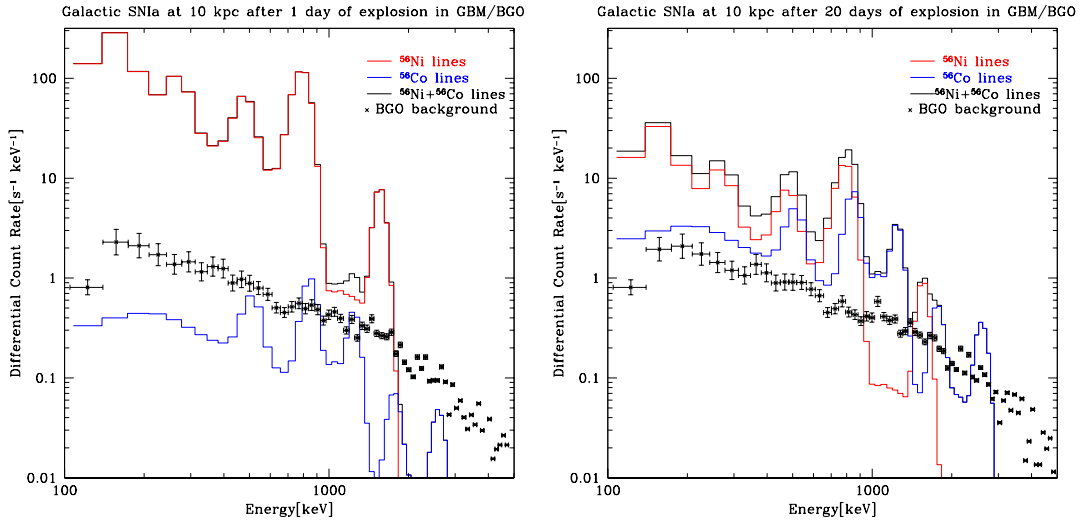 Galactic SNIa at 10 kpc after 1 day of explosion in GBM/BGO
⁵⁶Ni lines
⁵⁶Co lines
⁵⁶Ni+⁵⁶Co lines
BGO background
Differential Count Rate[s⁻¹ keV⁻¹]
100
10
1
0.1
0.01
100
1000
Energy[keV]
Galactic SNIa at 10 kpc after 20 days of explosion in GBM/BGO
⁵⁶Ni lines
⁵⁶Co lines
⁵⁶Ni+⁵⁶Co lines
BGO background
Differential Count Rate[s⁻¹ keV⁻¹]
100
10
1
0.1
0.01
100
1000
Energy[keV]